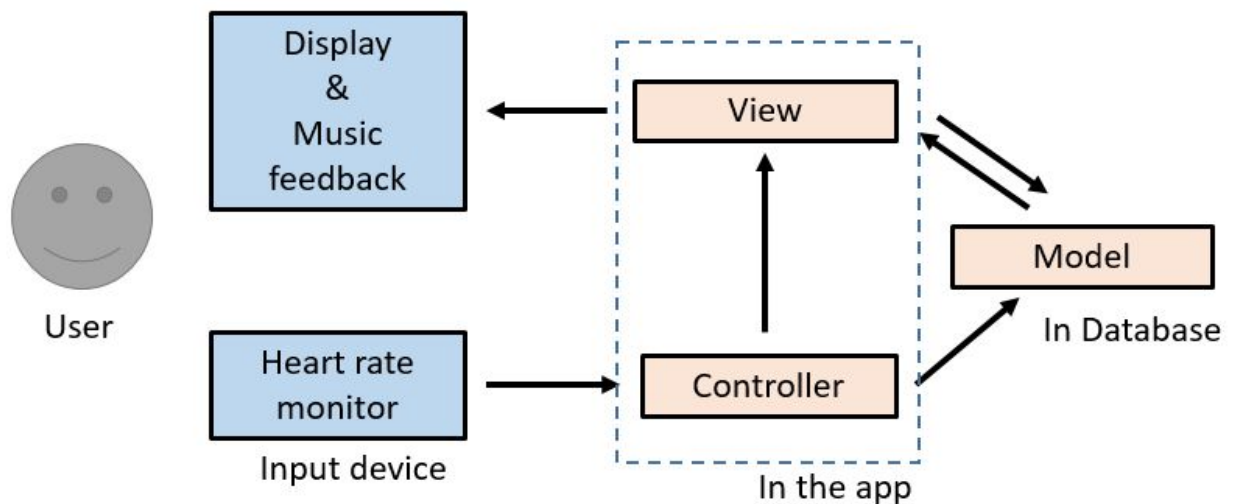 Display
&
Music
feedback
View
Model
In Database
User
Heart rate
monitor
Input device
Controller
In the app